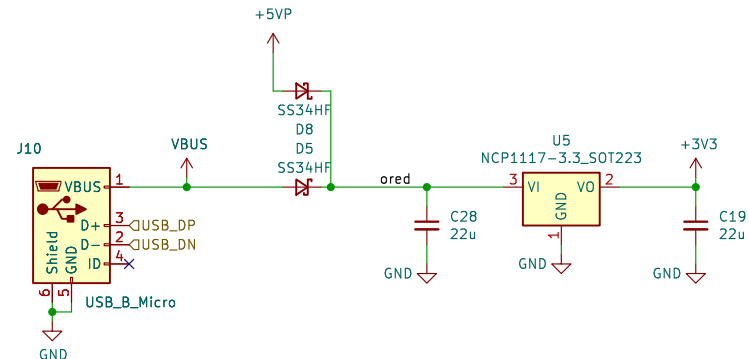 +5VP
SS34HF
D8
D5
SS34HF
J10
VBUS
ored
U5
NCP1117-3.3_SOT223
+3V3
VBUS 1
D+ 3 USB_DP
D- 2 USB_DN
ID 4
Shield
GND
6 5
USB_B_Micro
GND
C28
22u
GND
3 VI VO 2
GND
1
GND
C19
22u
GND